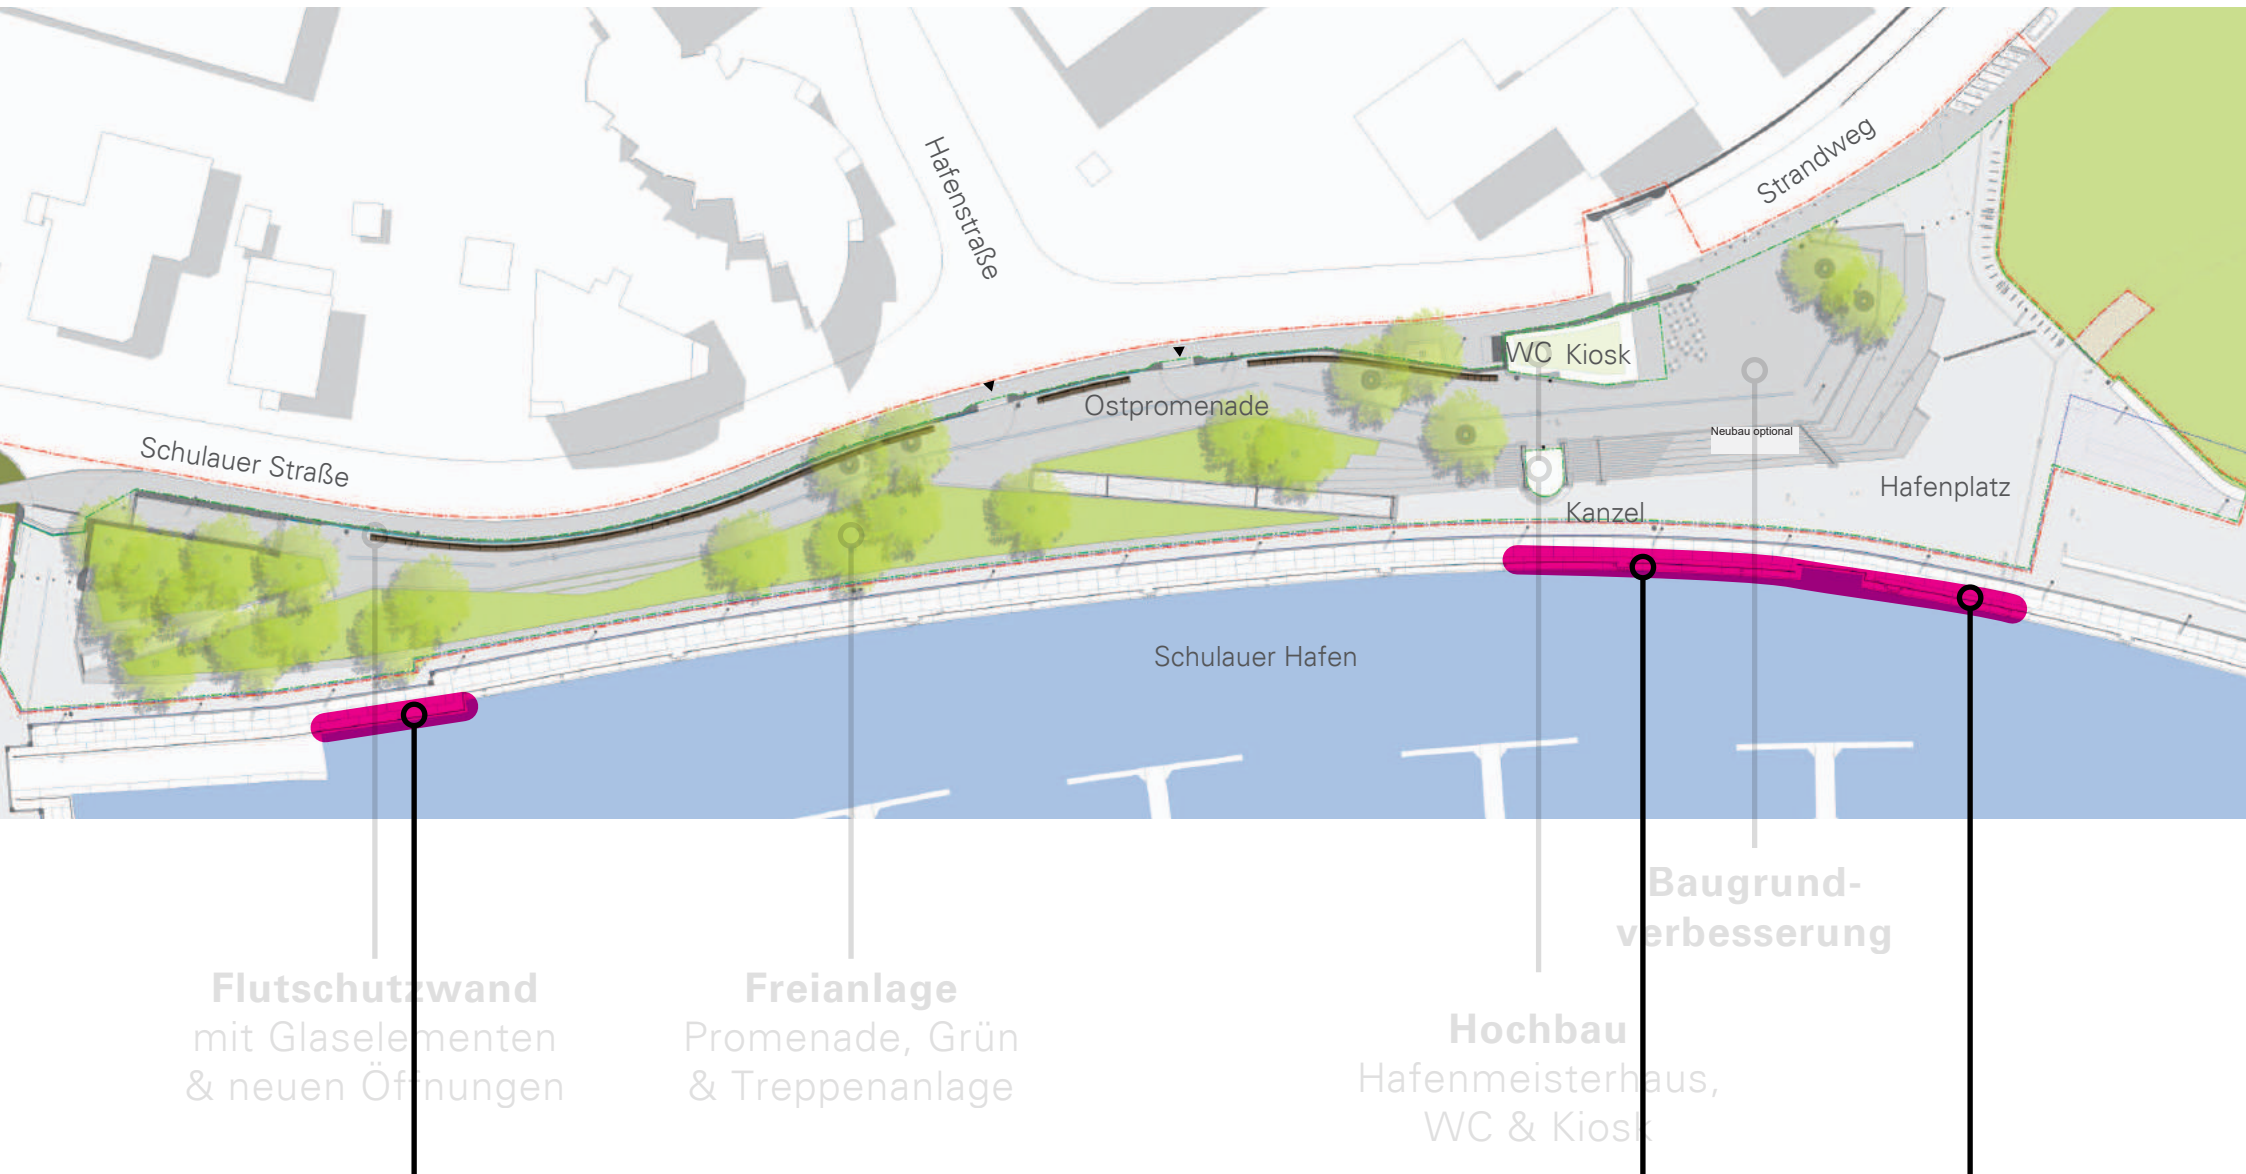 Hafenstraße
Strandweg
WC Kiosk
Ostpromenade
Neubau optional
Schulauer Straße
Hafenplatz
Kanzel
Schulauer Hafen
Baugrund-
verbesserung
Flutschutzwand
mit Glaselementen
& neuen Öffnungen
Freianlage
Promenade, Grün
& Treppenanlage
Hochbau
Hafenmeisterhaus,
WC & Kiosk